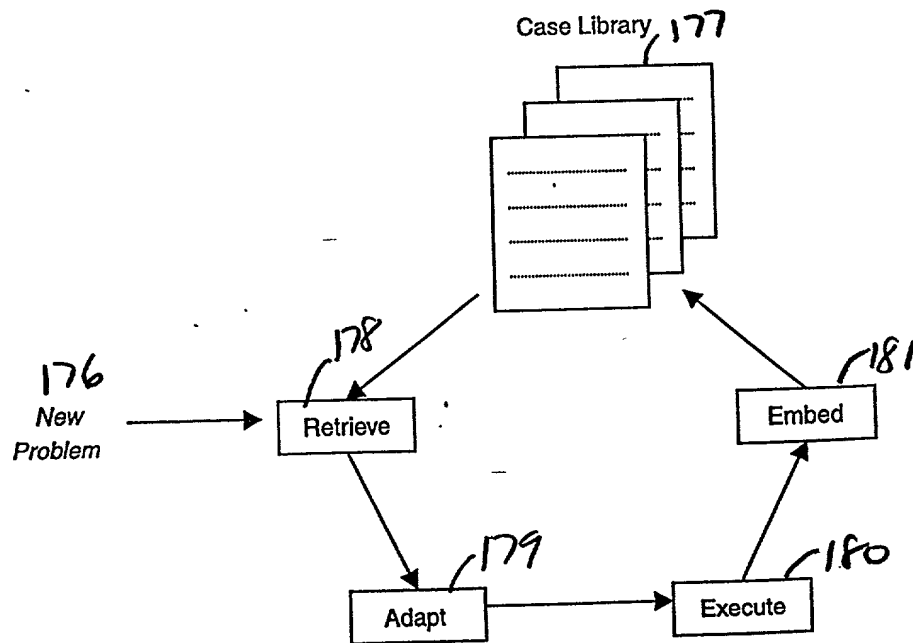 Case Library
177
178
176
New
Problem
Retrieve
181
Embed
179
Adapt
180
Execute